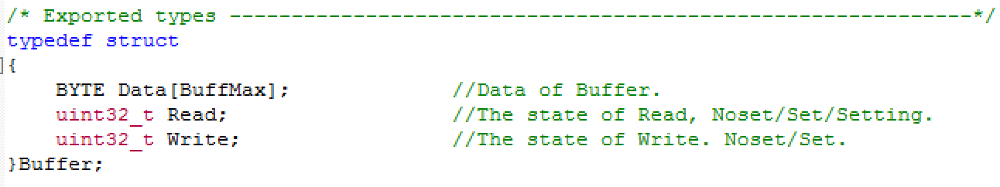 /* Exported types ------------------------------------------------------------*/
typedef struct
{
    BYTE Data[BuffMax];             //Data of Buffer.
    uint32_t Read;                  //The state of Read, Noset/Set/Setting.
    uint32_t Write;                 //The state of Write. Noset/Set.
}Buffer;